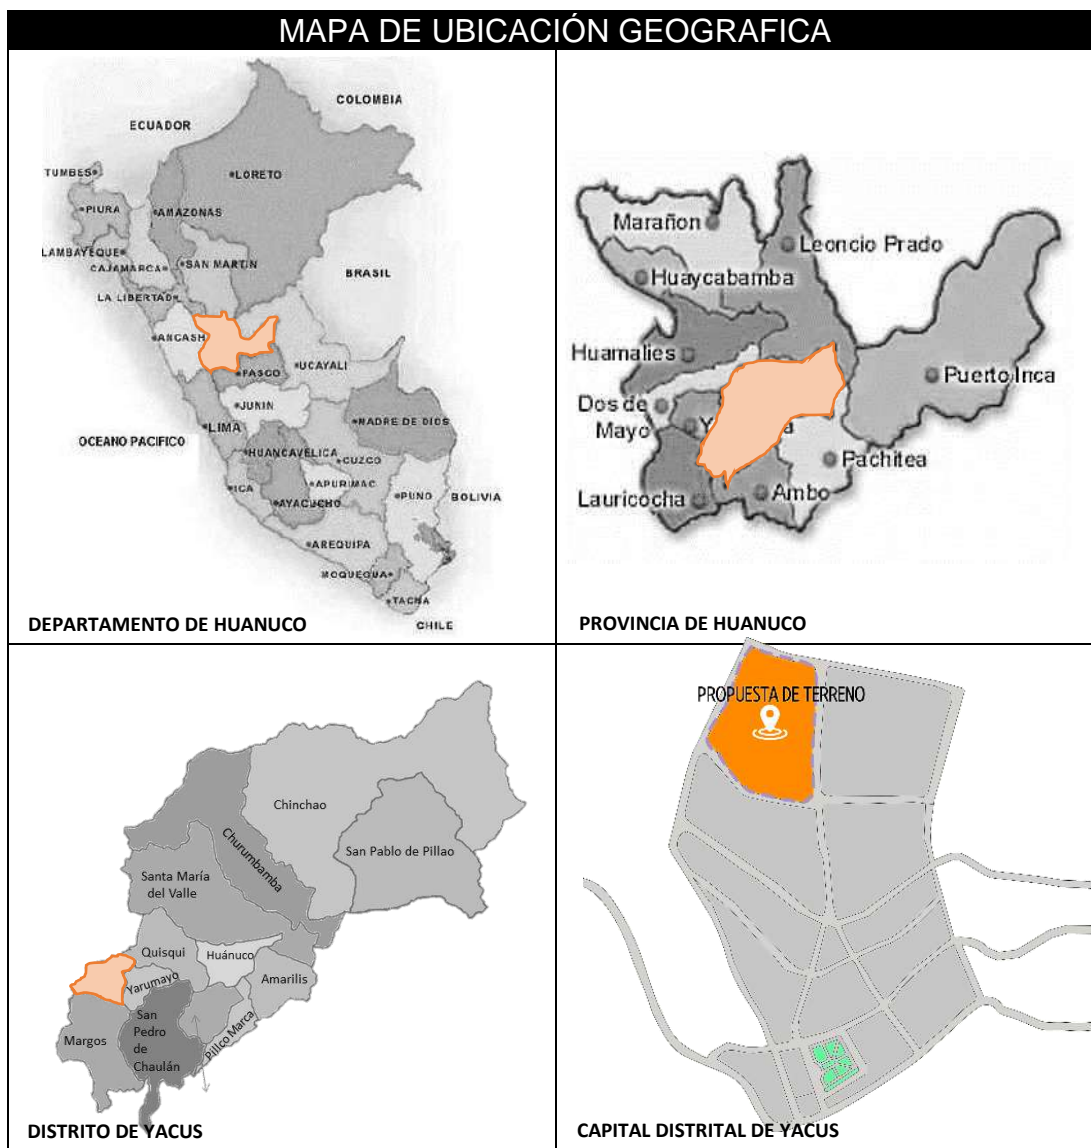 MAPA DE UBICACIÓN GEOGRAFICA
COLOMBIA
ECUADOR
TUMBES
LORETO
PIURA
AMAZONAS
LAMBAYEQUE
CAJAMARCA
SAN MARTIN
BRASIL
LA LIBERTAD
ANCASH
UCAYALI
PASCO
JUNIN
LIMA
MADRE DE DIOS
OCEANO PACIFICO
HUANCAVELICA
CUZCO
ICA
APURIMAC
PUNO
BOLIVIA
AYACUCHO
AREQUIPA
MOQUEGUA
TACNA
CHILE
DEPARTAMENTO DE HUANUCO
Marañon
Leoncio Prado
Huaycabamba
Huamalies
Puerto Inca
Dos de
Mayo
Pachitea
Lauricocha
Ambo
PROVINCIA DE HUANUCO
Chinchao
Churumbamba
San Pablo de Pillao
Santa María
del Valle
Quisqui
Huánuco
Yarumayo
Amarilis
San
Pedro
de
Chaulán
Margos
Pillco Marca
DISTRITO DE YACUS
PROPUESTA DE TERRENO
CAPITAL DISTRITAL DE YACUS